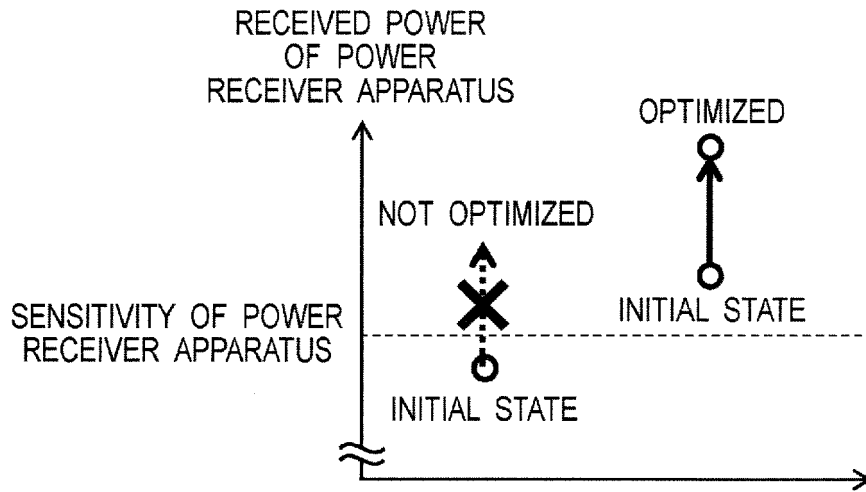 RECEIVED POWER
OF POWER
RECEIVER APPARATUS
OPTIMIZED
NOT OPTIMIZED
INITIAL STATE
SENSITIVITY OF POWER
RECEIVER APPARATUS
INITIAL STATE